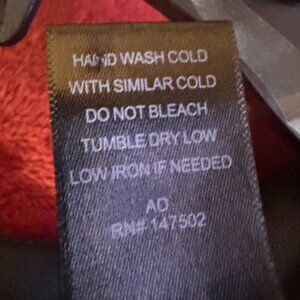 HAND WASH COLD
WITH SIMILAR COLD
DO NOT BLEACH
TUMBLE DRY LOW
LOW IRON IF NEEDED
AD
RN# 147502